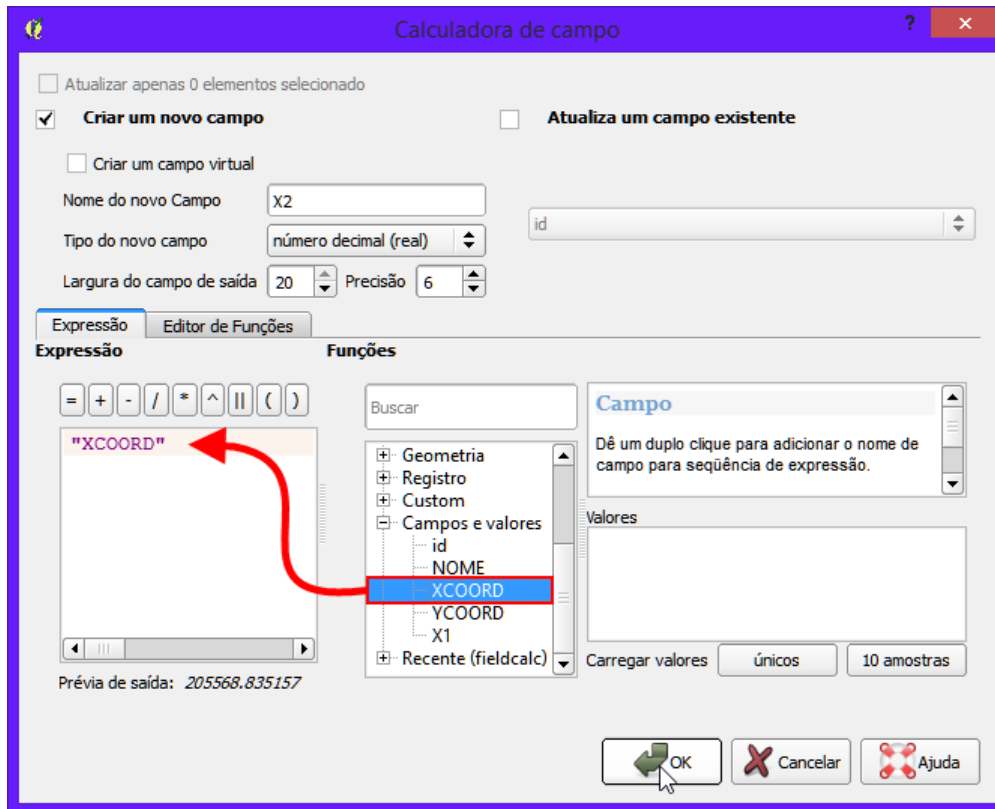 Calculadora de campo
?
×
Atualizar apenas 0 elementos selecionado
Criar um novo campo
Atualiza um campo existente
Criar um campo virtual
Nome do novo Campo
X2
id
Tipo do novo campo
número decimal (real)
Largura do campo de saída
20
Precisão
6
Expressão
Editor de Funções
Expressão
Funções
= + - / * ^ || ( )
"XCOORD"
Prévia de saída: 205568.835157
Buscar
Geometria
Registro
Custom
Campos e valores
id
NOME
XCOORD
YCOORD
X1
Recente (fieldcalc)
Campo
Dê um duplo clique para adicionar o nome de
campo para seqüência de expressão.
Valores
Carregar valores
únicos
10 amostras
OK
Cancelar
Ajuda